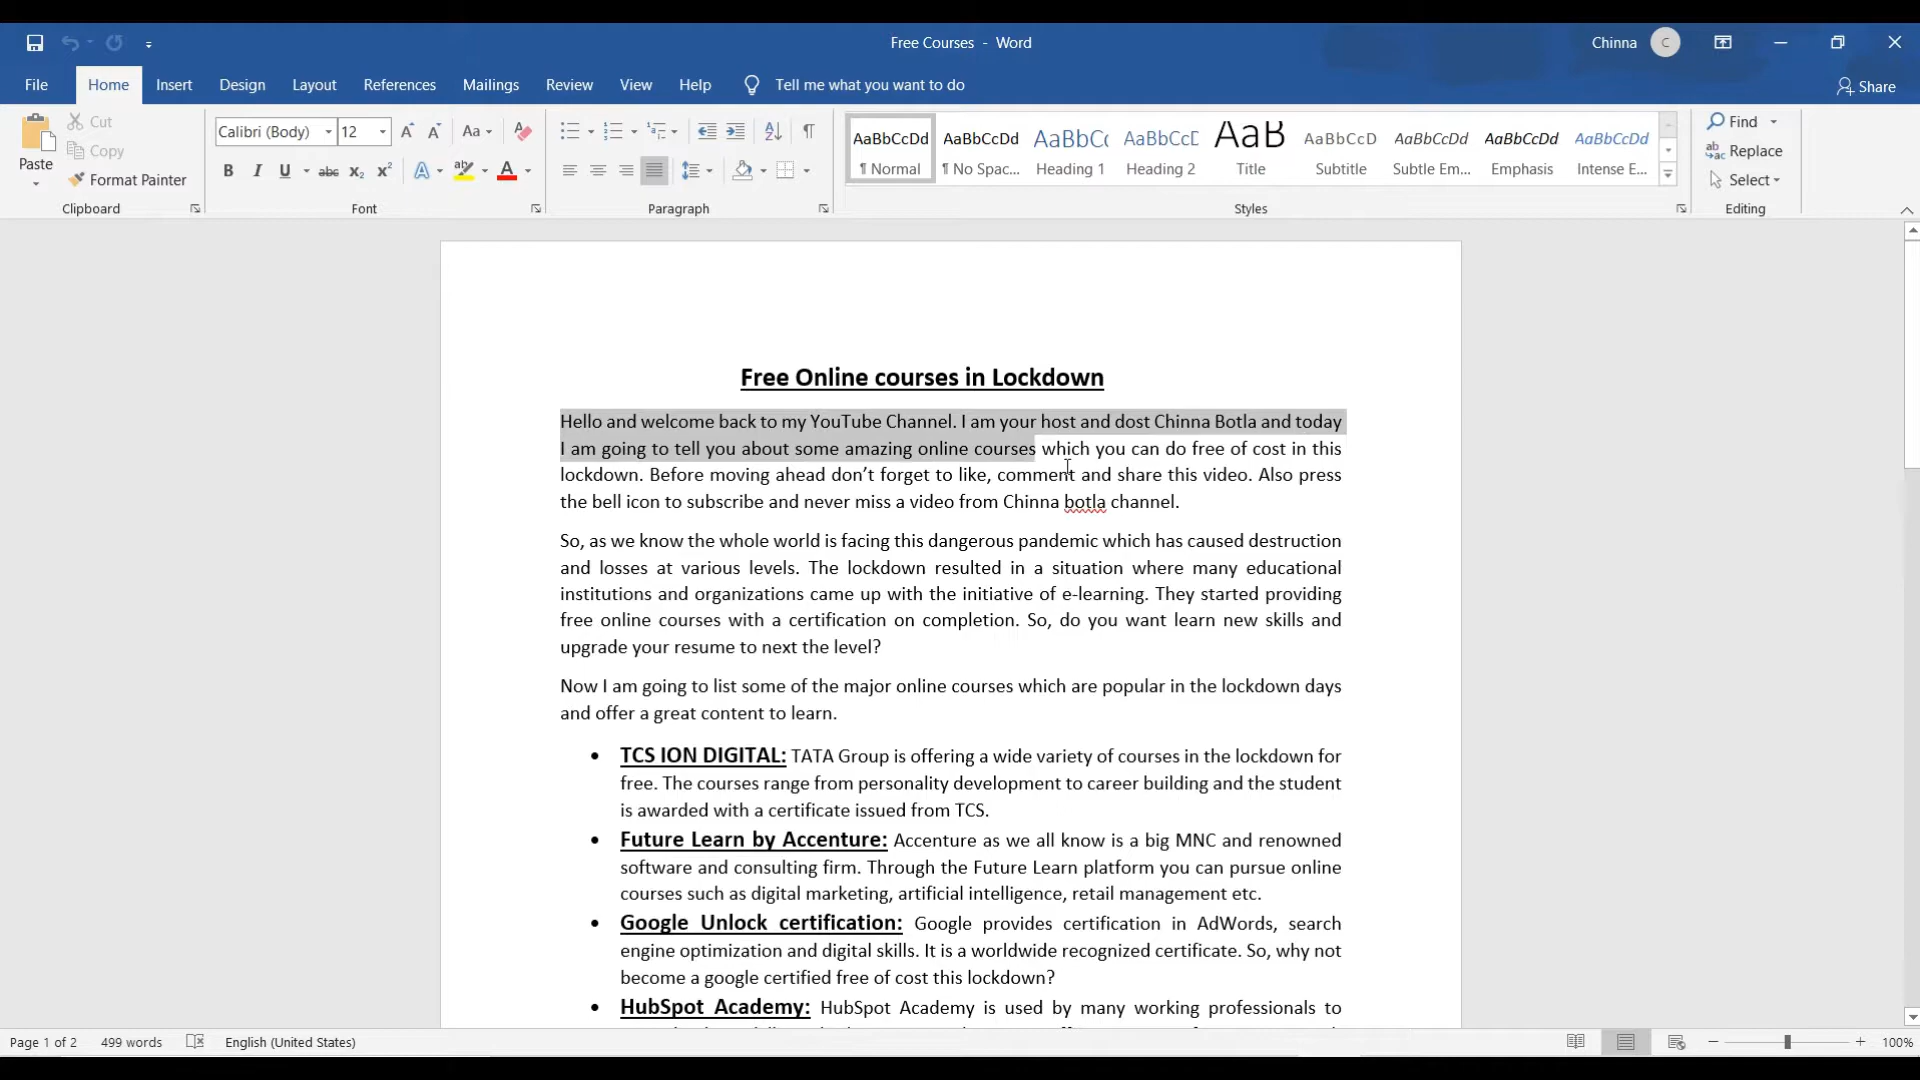 Free Courses - Word
Chinna
C
File Home Insert Design Layout References Mailings Review View Help Tell me what you want to do
Share
Paste
Cut
Copy
Format Painter
Clipboard
Calibri (Body) 12
Aa
B I U abc x₂ x² A A
Font
Paragraph
AaBbCcDd AaBbCcDd AaBbC AaBbCcD AaB AaBbCcD AaBbCcDd AaBbCcDd AaBbCcDd
¶ Normal ¶ No Spac... Heading 1 Heading 2 Title Subtitle Subtle Em... Emphasis Intense E...
Styles
Find
Replace
Select
Editing
Free Online courses in Lockdown
Hello and welcome back to my YouTube Channel. I am your host and dost Chinna Botla and today
I am going to tell you about some amazing online courses which you can do free of cost in this
lockdown. Before moving ahead don’t forget to like, comment and share this video. Also press
the bell icon to subscribe and never miss a video from Chinna botla channel.
So, as we know the whole world is facing this dangerous pandemic which has caused destruction
and losses at various levels. The lockdown resulted in a situation where many educational
institutions and organizations came up with the initiative of e-learning. They started providing
free online courses with a certification on completion. So, do you want learn new skills and
upgrade your resume to next the level?
Now I am going to list some of the major online courses which are popular in the lockdown days
and offer a great content to learn.
• TCS ION DIGITAL: TATA Group is offering a wide variety of courses in the lockdown for
free. The courses range from personality development to career building and the student
is awarded with a certificate issued from TCS.
• Future Learn by Accenture: Accenture as we all know is a big MNC and renowned
software and consulting firm. Through the Future Learn platform you can pursue online
courses such as digital marketing, artificial intelligence, retail management etc.
• Google Unlock certification: Google provides certification in AdWords, search
engine optimization and digital skills. It is a worldwide recognized certificate. So, why not
become a google certified free of cost this lockdown?
• HubSpot Academy: HubSpot Academy is used by many working professionals to
Page 1 of 2 499 words English (United States) 100%